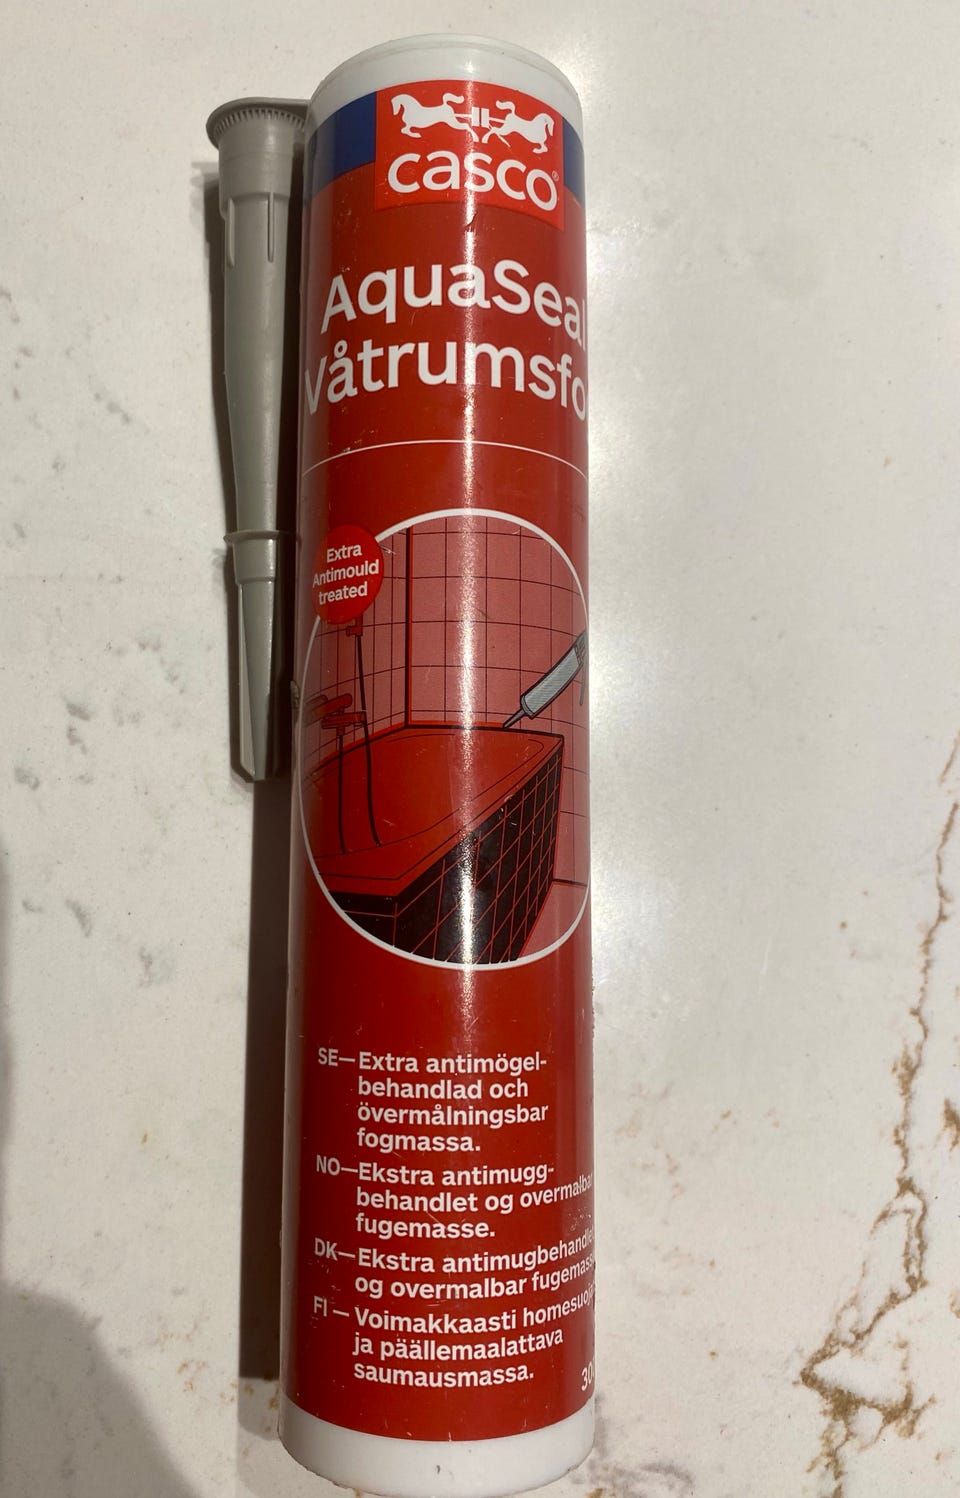 casco®
AquaSeal
Våtrumsfo
Extra
Antimould
treated
SE—Extra antimögel-
behandlad och
övermålningsbar
fogmassa.
NO—Ekstra antimugg-
behandlet og overmalbar
fugemasse.
DK—Ekstra antimugbehandlet
og overmalbar fugemasse
FI — Voimakkaasti homesuoja
ja päällemaalattava
saumausmassa.
30